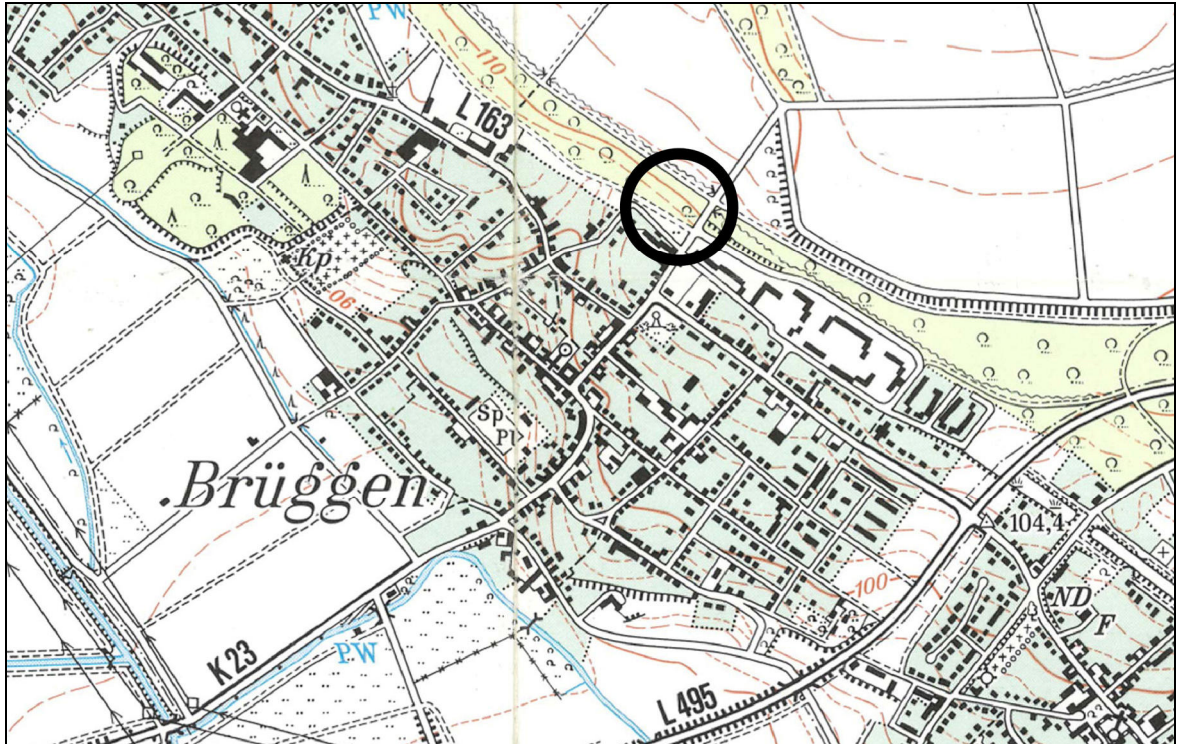 PW
110
L 163
Kp
90
Sp
Pl
.Brüggen
104,4
100
ND
F
K 23
PW
L 495